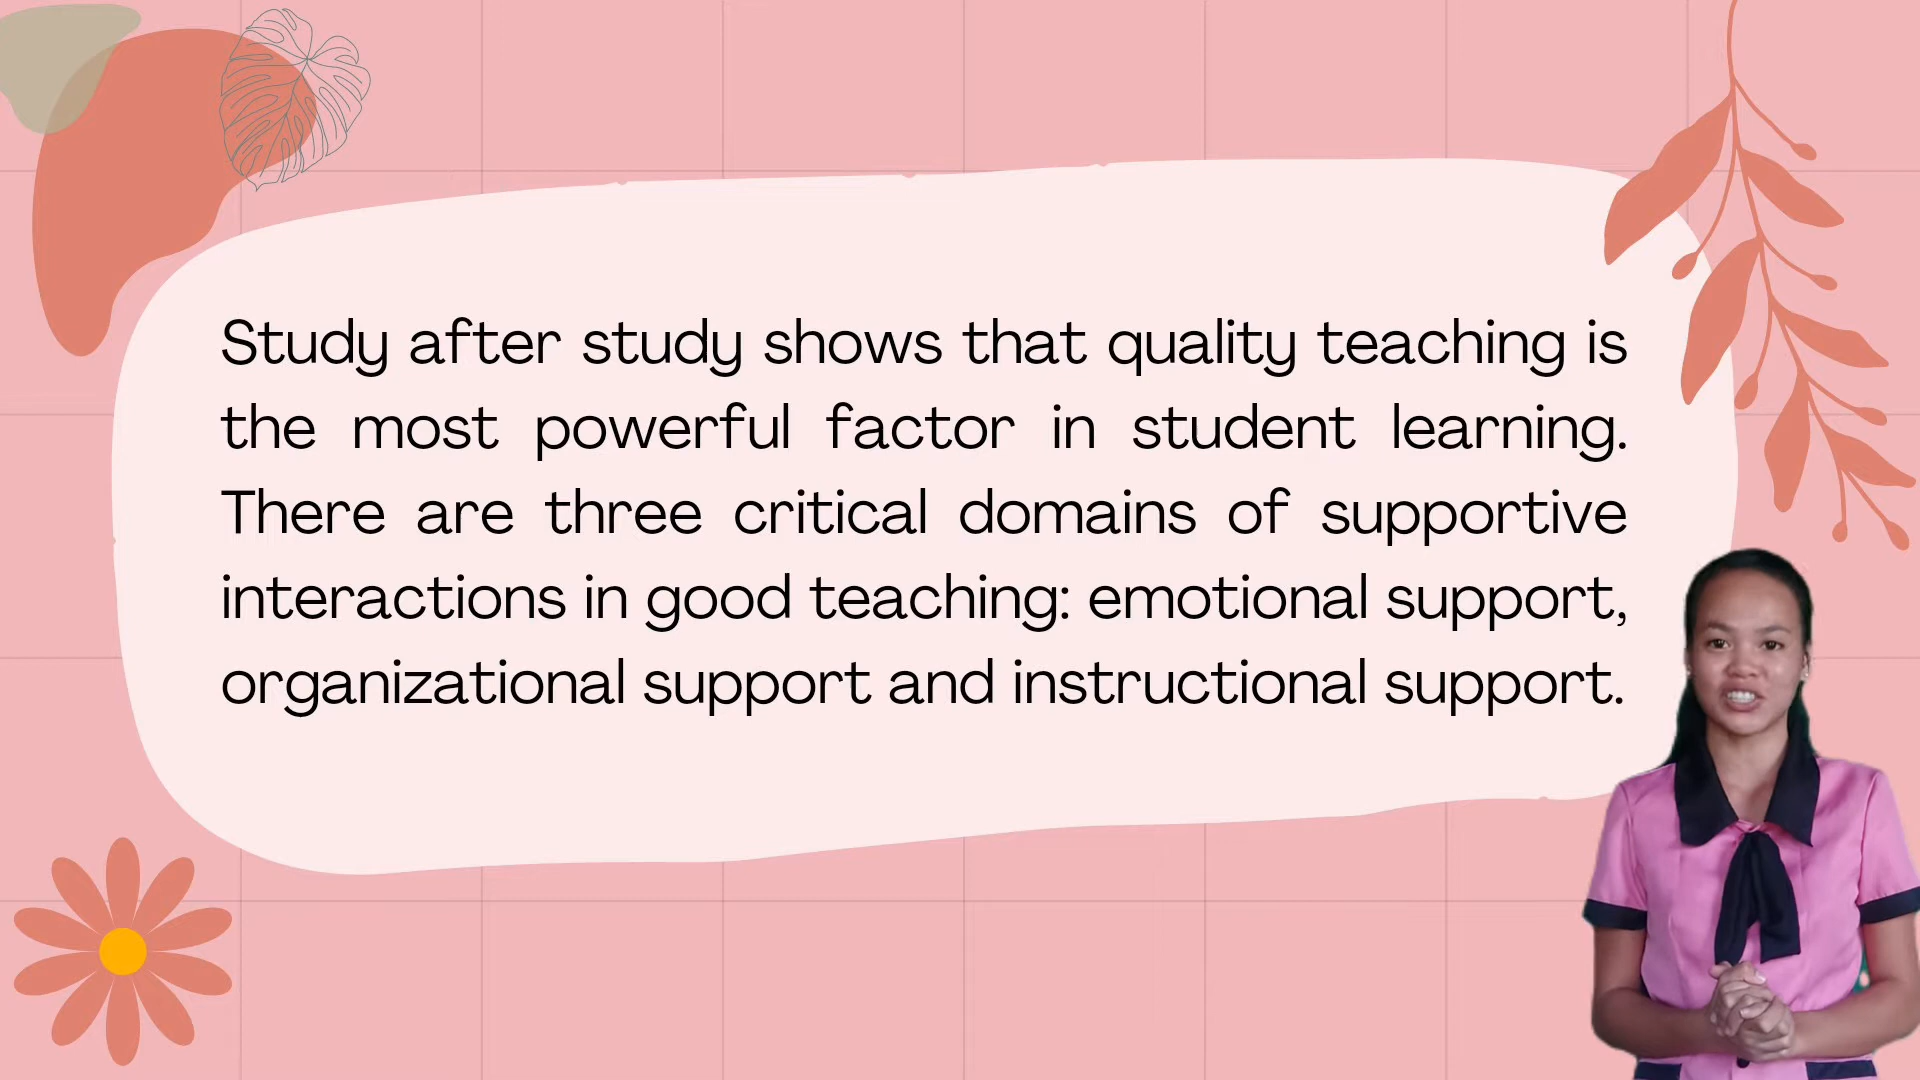 Study after study shows that quality teaching is
the most powerful factor in student learning.
There are three critical domains of supportive
interactions in good teaching: emotional support,
organizational support and instructional support.